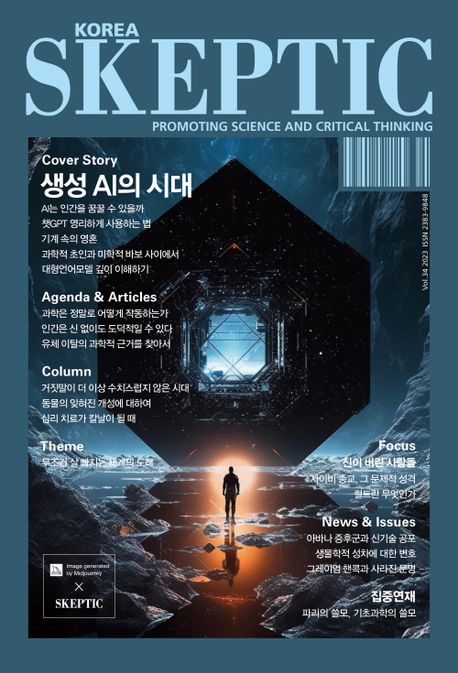 KOREA
SKEPTIC
PROMOTING SCIENCE AND CRITICAL THINKING
Vol.34 2023 ISSN 2383-9848
Cover Story
생성 AI의 시대
AI는 인간을 꿈꿀 수 있을까
챗GPT 영리하게 사용하는 법
기계 속의 영혼
과학적 초인과 미학적 바보 사이에서
대형언어모델 깊이 이해하기
Agenda & Articles
과학은 정말로 어떻게 작동하는가
인간은 신 없이도 도덕적일 수 있다
유체 이탈의 과학적 근거를 찾아서
Column
거짓말이 더 이상 수치스럽지 않은 시대
동물의 잊혀진 개성에 대하여
심리 치료가 칼날이 될 때
Theme
무조건 살 빠지는 세계의
Focus
신이 버린 사람들
사이비 종교, 그 문제적 성격
컬트란 무엇인가
News & Issues
아바나 증후군과 신기술 공포
생물학적 성차에 대한 변호
그레이엄 핸콕과 사라진 문명
집중연재
파리의 쓸모, 기초과학의 쓸모
Image generated
by Midjourney
×
SKEPTIC